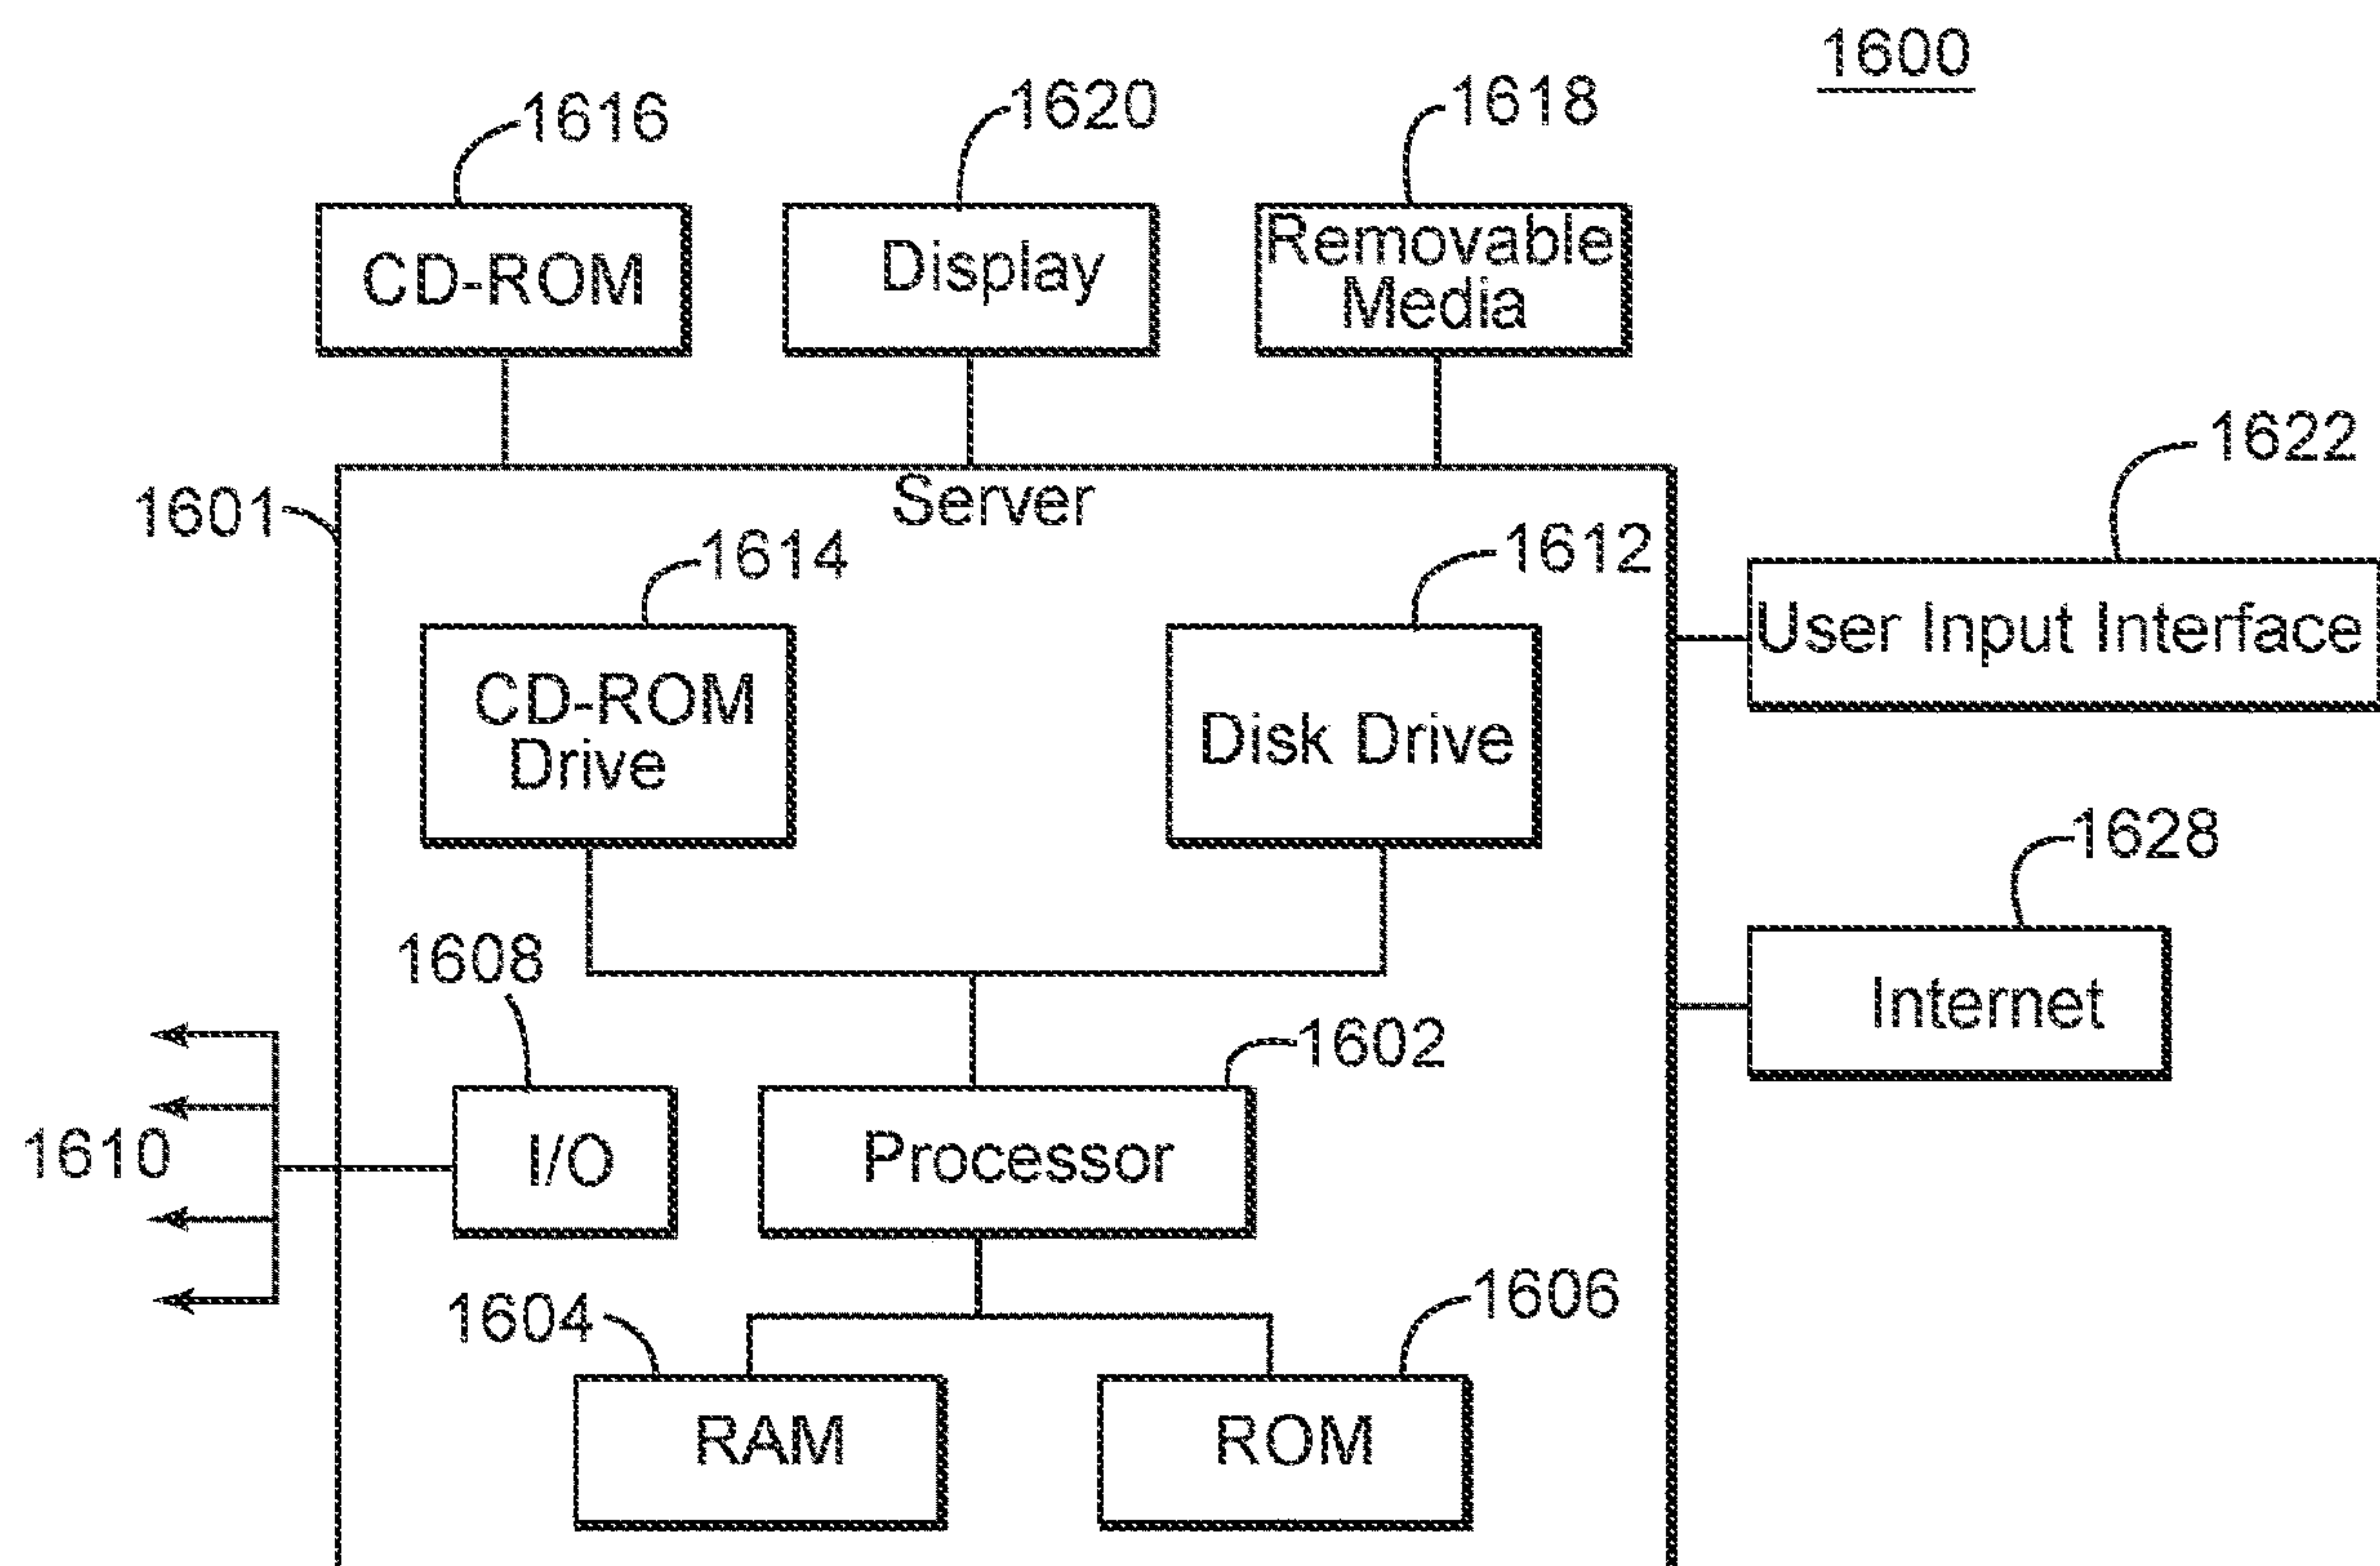 1600
1616
1620
1618
CD-ROM
Display
Removable
Media
1622
1601
Server
1614
1612
User Input Interface
CD-ROM
Drive
Disk Drive
1628
1608
Internet
1602
1610
I/O
Processor
1604
1606
RAM
ROM